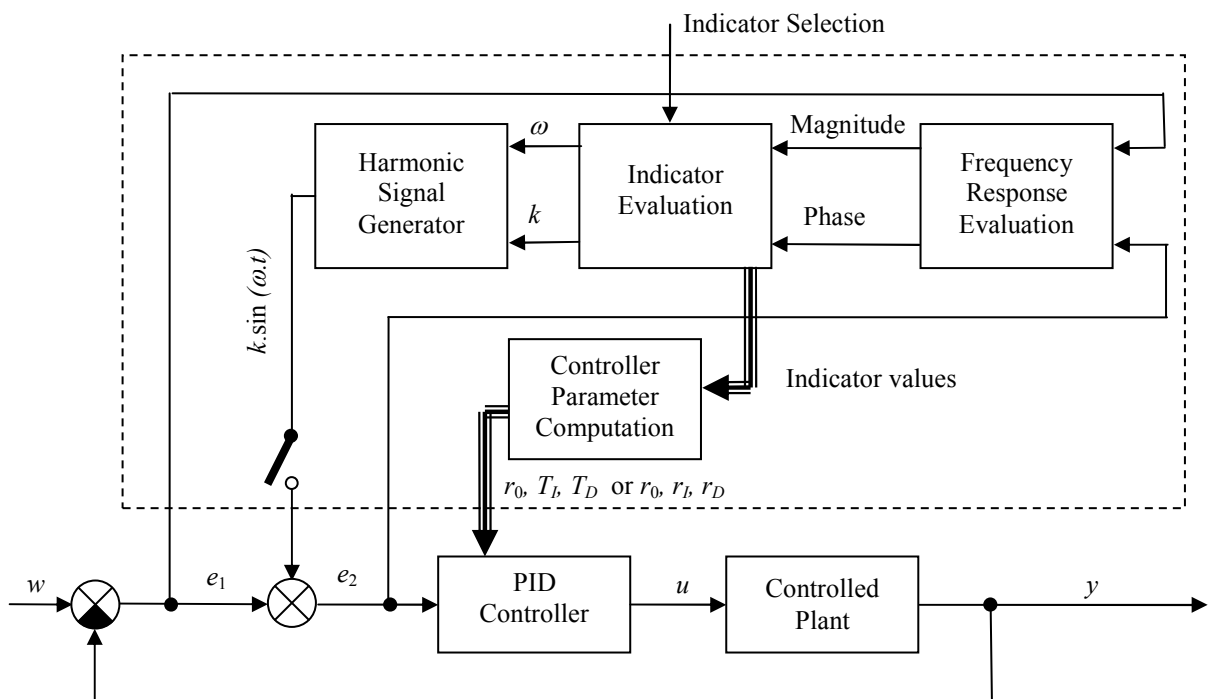 Indicator Selection
Harmonic
Signal
Generator
ω
k
Indicator
Evaluation
Magnitude
Phase
Frequency
Response
Evaluation
k.sin (ω.t)
Controller
Parameter
Computation
Indicator values
r0, TI, TD or r0, rI, rD
w
e1
e2
PID
Controller
u
Controlled
Plant
y